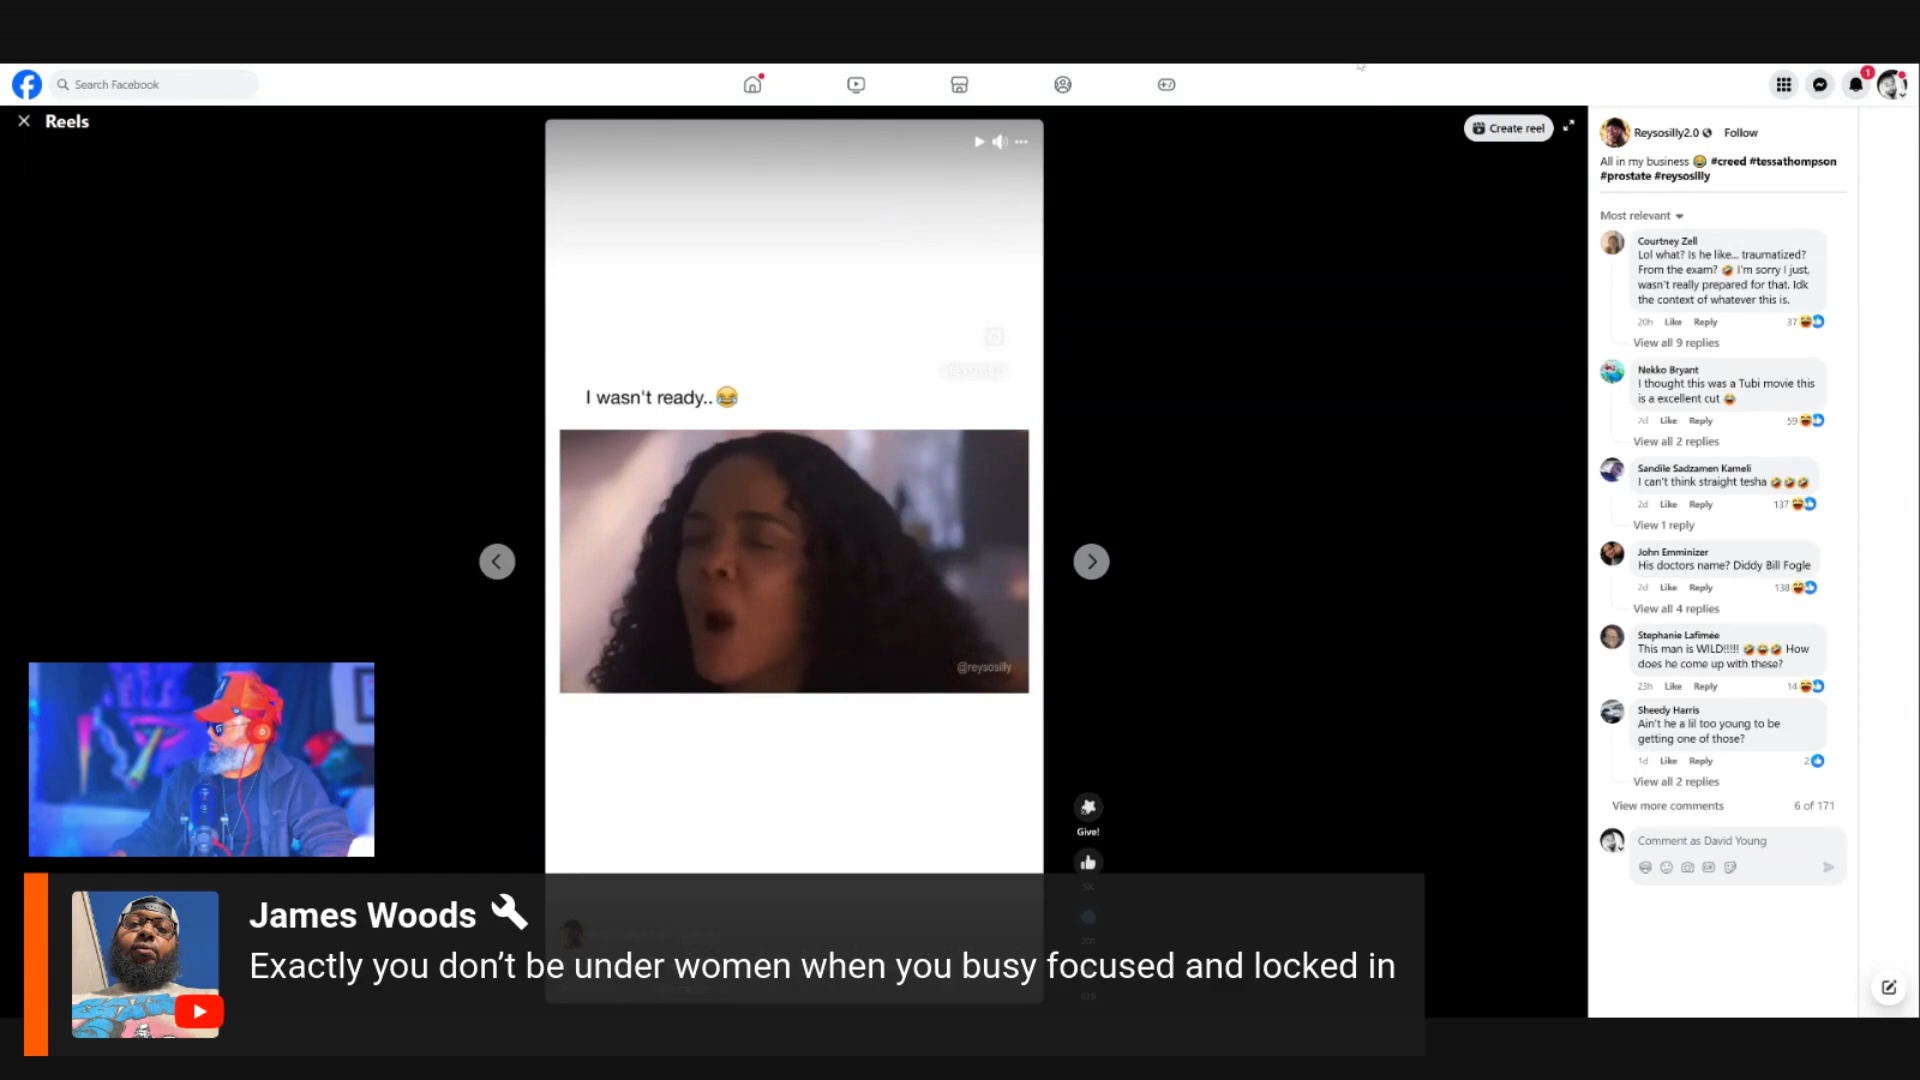 Search Facebook
1
Reels
Create reel
Reysosilly2.0 Follow
All in my business 😂 #creed #tessathompson
#prostate #reysosilly
Most relevant
Courtney Zell
Lol what? Is he like... traumatized?
From the exam? 🤣 I'm sorry I just,
wasn't really prepared for that. Idk
the context of whatever this is.
20h Like Reply 37
View all 9 replies
Nekko Bryant
I thought this was a Tubi movie this
is a excellent cut 😂
2d Like Reply 59
View all 2 replies
Sandile Sadzamen Kameli
I can't think straight tesha 🤣🤣🤣
2d Like Reply 137
View 1 reply
John Emminizer
His doctors name? Diddy Bill Fogle
2d Like Reply 138
View all 4 replies
Stephanie Lafimée
This man is WILD!!!!! 🤣😂🤣 How
does he come up with these?
23h Like Reply 14
Sheedy Harris
Ain't he a lil too young to be
getting one of those?
1d Like Reply 2
View all 2 replies
View more comments 6 of 171
Comment as David Young
I wasn't ready..😂
@reysosilly
Give!
5K
201
James Woods
Exactly you don’t be under women when you busy focused and locked in